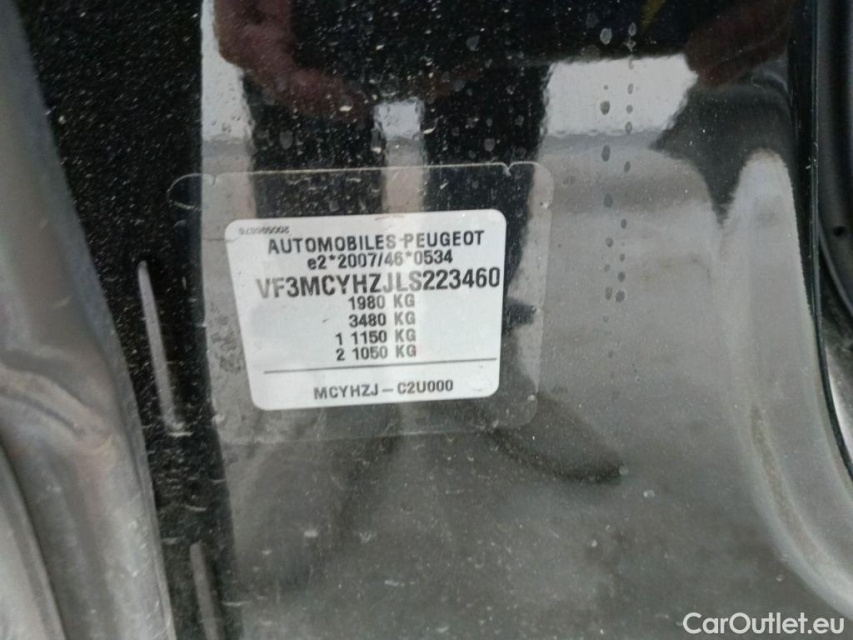 AUTOMOBILES PEUGEOT
e2*2007/46*0534
VF3MCYHZJLS223460
1980 KG
3480 KG
1 1150 KG
2 1050 KG
MCYHZJ-C2U000
CarOutlet.eu